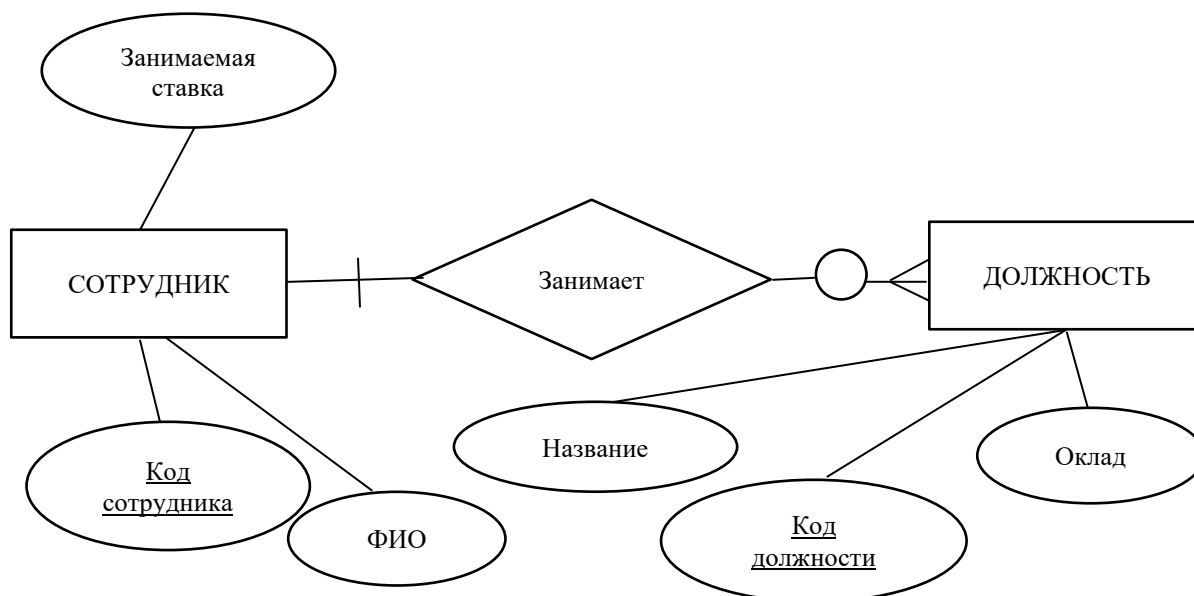 Занимаемая
ставка
СОТРУДНИК
Занимает
ДОЛЖНОСТЬ
Название
Оклад
Код
сотрудника
ФИО
Код
должности